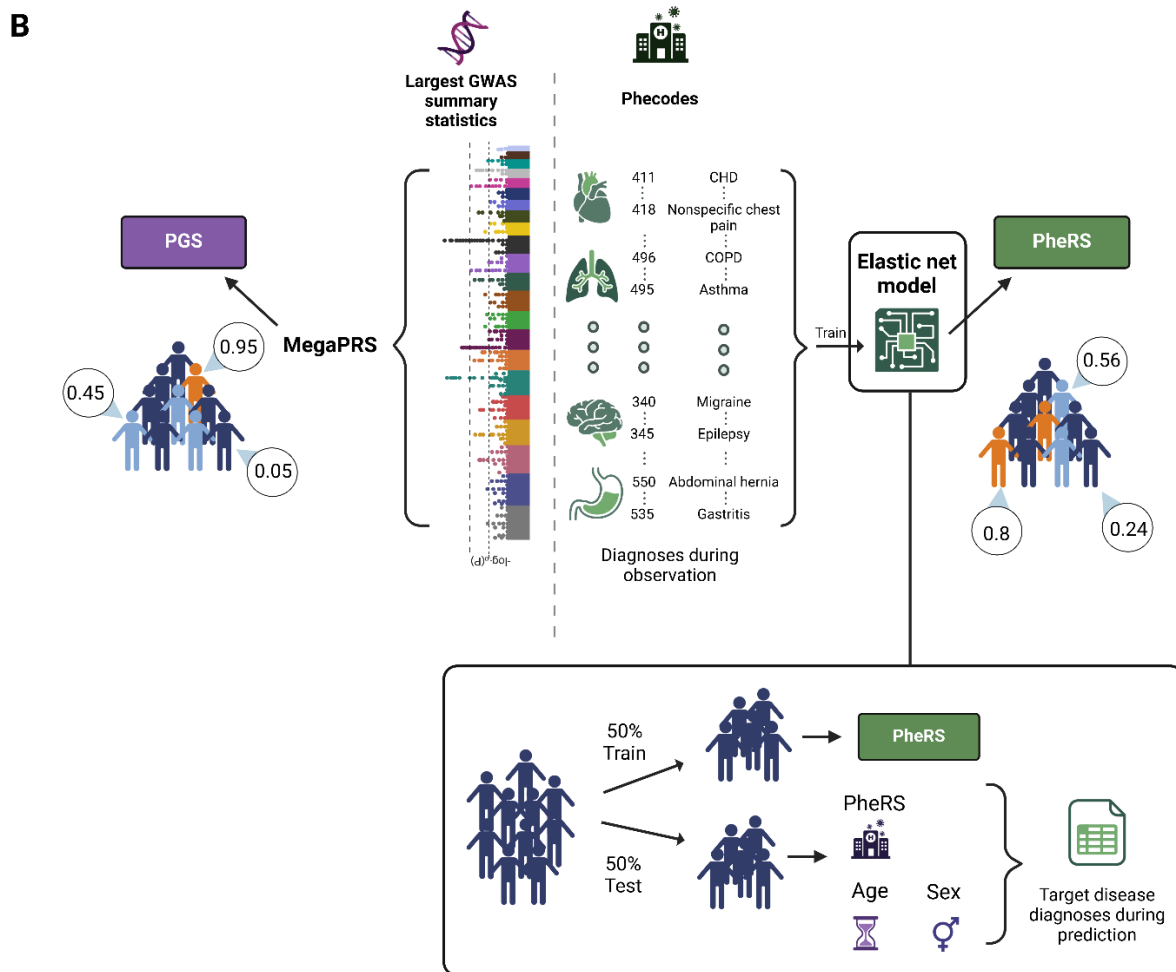 B
Largest GWAS
summary
statistics
Phecodes
PGS
MegaPRS
0.95
0.45
0.05
411 CHD
418 Nonspecific chest
pain
496 COPD
495 Asthma
340 Migraine
345 Epilepsy
550 Abdominal hernia
535 Gastritis
Diagnoses during
observation
Train
Elastic net
model
PheRS
0.56
0.8
0.24
50%
Train
50%
Test
PheRS
PheRS
H
Age Sex
Target disease
diagnoses during
prediction